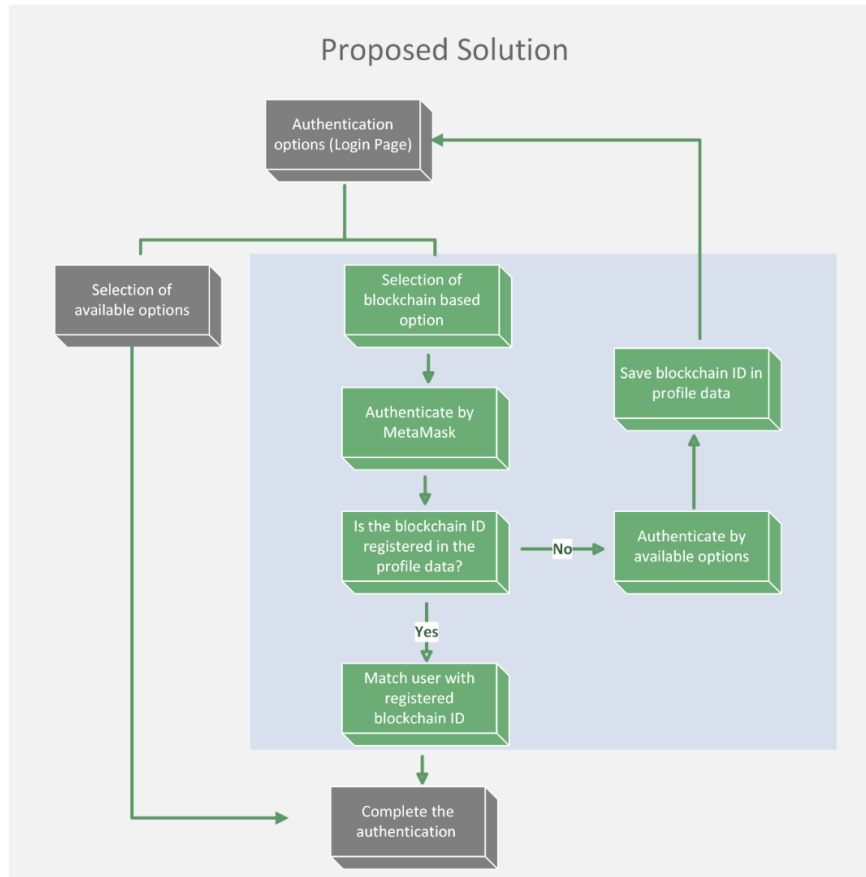 Proposed Solution
Authentication
options (Login Page)
Selection of
available options
Selection of
blockchain based
option
Save blockchain ID in
profile data
Authenticate by
MetaMask
Is the blockchain ID
registered in the
profile data?
No
Authenticate by
available options
Yes
Match user with
registered
blockchain ID
Complete the
authentication